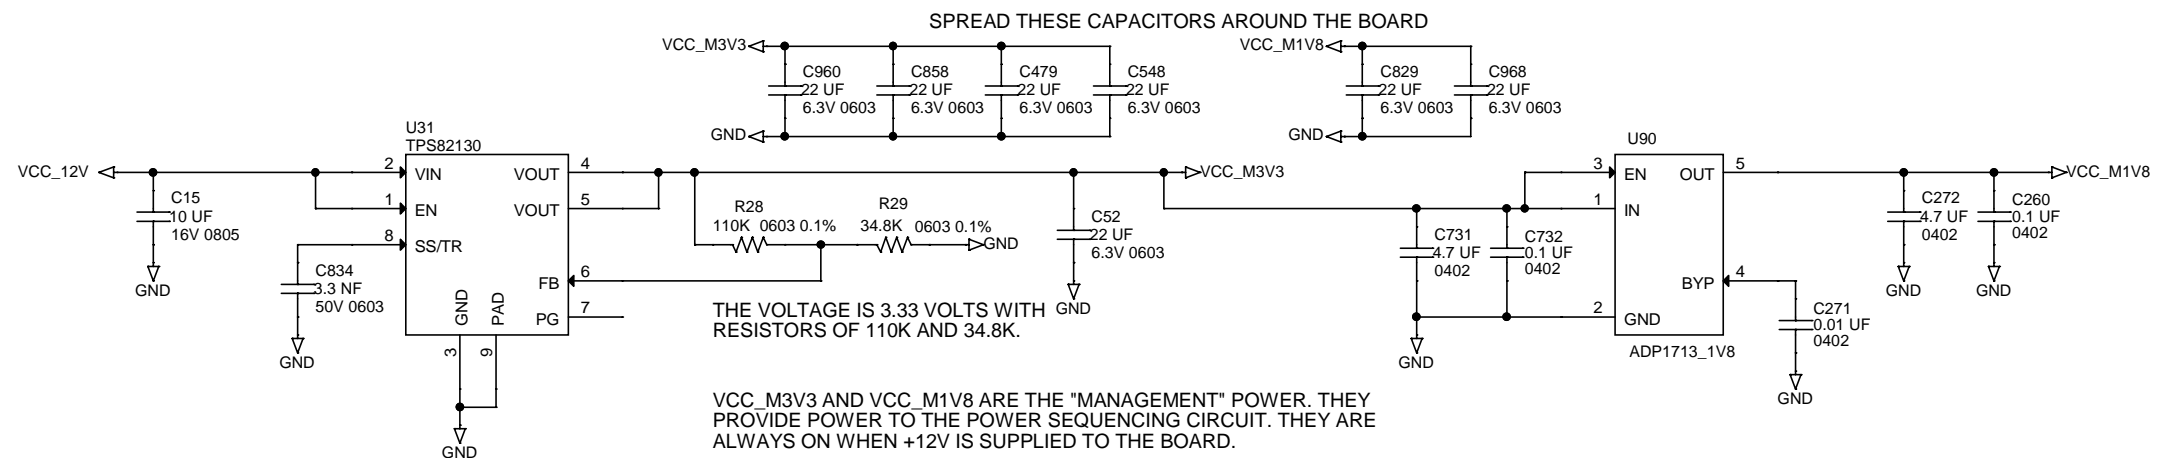 SPREAD THESE CAPACITORS AROUND THE BOARD
VCC_M3V3
C960
22 UF
6.3V 0603
C858
22 UF
6.3V 0603
C479
22 UF
6.3V 0603
C548
22 UF
6.3V 0603
GND
VCC_M1V8
C829
22 UF
6.3V 0603
C968
22 UF
6.3V 0603
GND
VCC_12V
C15
10 UF
16V 0805
GND
C834
3.3 NF
50V 0603
GND
U31
TPS82130
2 VIN
1 EN
8 SS/TR
VOUT 4
VOUT 5
FB 6
PG 7
GND
PAD
3
9
GND
R28
110K 0603 0.1%
R29
34.8K 0603 0.1%
GND
C52
22 UF
6.3V 0603
GND
VCC_M3V3
THE VOLTAGE IS 3.33 VOLTS WITH
RESISTORS OF 110K AND 34.8K.
VCC_M3V3 AND VCC_M1V8 ARE THE "MANAGEMENT" POWER. THEY
PROVIDE POWER TO THE POWER SEQUENCING CIRCUIT. THEY ARE
ALWAYS ON WHEN +12V IS SUPPLIED TO THE BOARD.
C731
4.7 UF
0402
C732
0.1 UF
0402
GND
U90
3 EN
1 IN
2 GND
OUT 5
BYP 4
ADP1713_1V8
C271
0.01 UF
0402
GND
C272
4.7 UF
0402
GND
C260
0.1 UF
0402
GND
VCC_M1V8